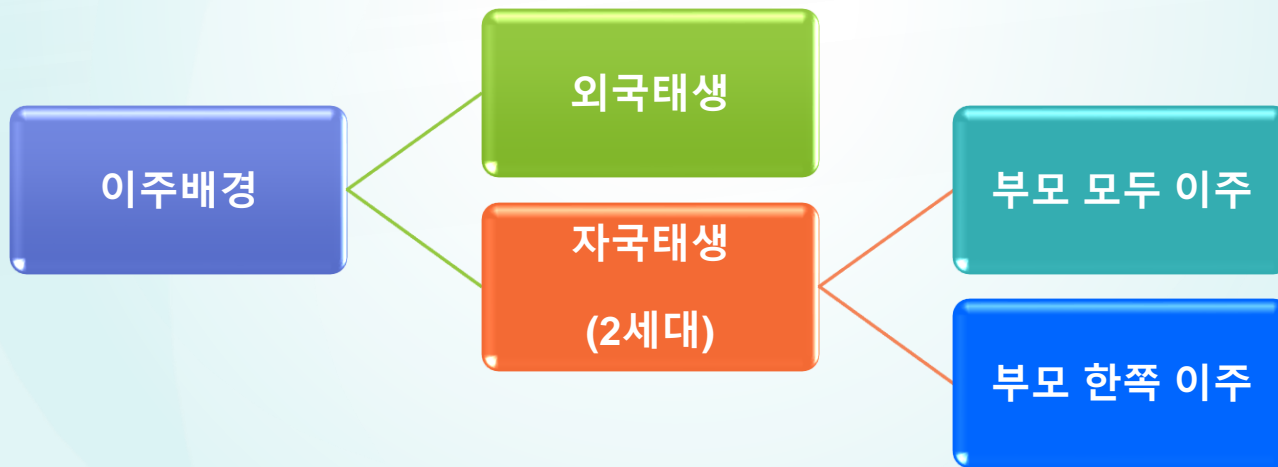 외국태생
이주배경
부모 모두 이주
자국태생
(2세대)
부모 한쪽 이주